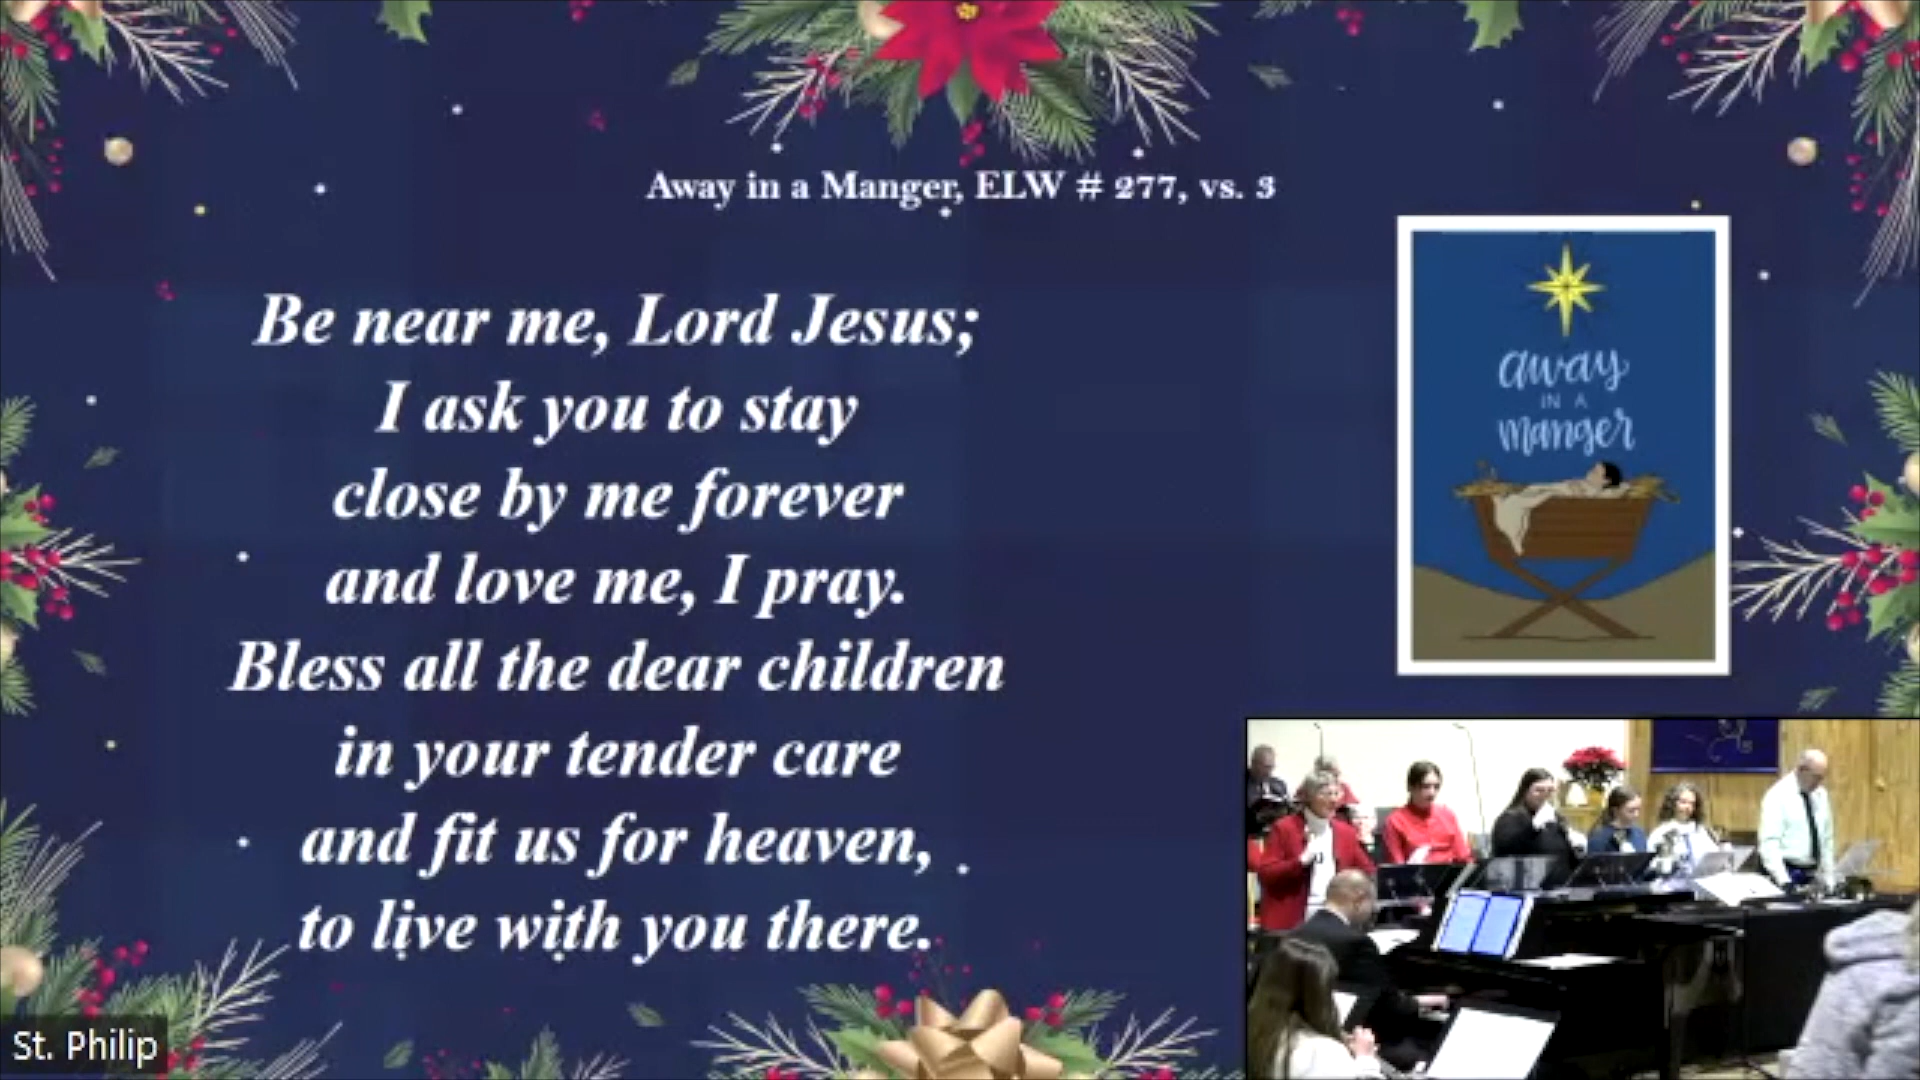 Away in a Manger, ELW # 277, vs. 3
Be near me, Lord Jesus;
I ask you to stay
close by me forever
and love me, I pray.
Bless all the dear children
in your tender care
and fit us for heaven,
to live with you there.
away
IN A
manger
St. Philip